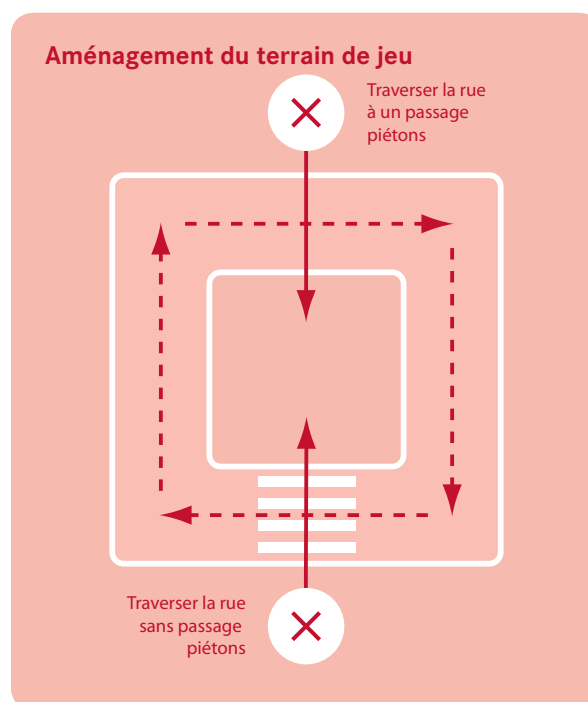 Aménagement du terrain de jeu
Traverser la rue
à un passage
piétons
Traverser la rue
sans passage
piétons